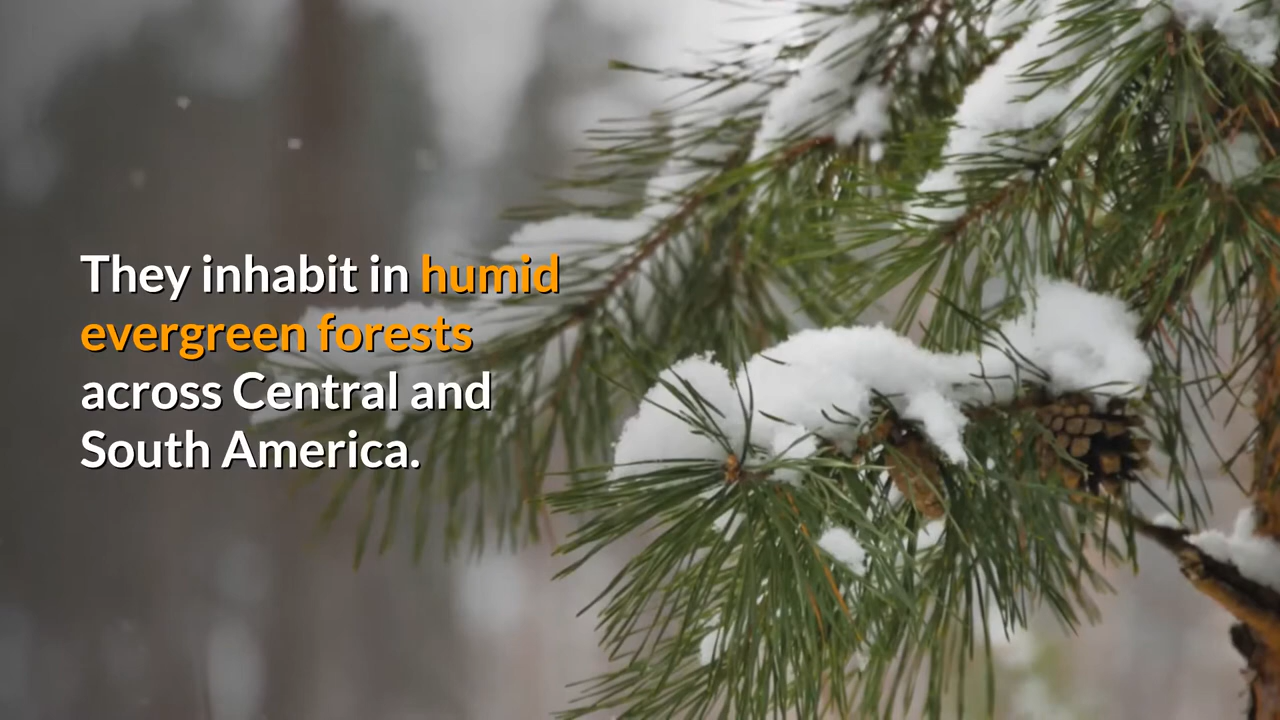 They inhabit in humid
evergreen forests
across Central and
South America.